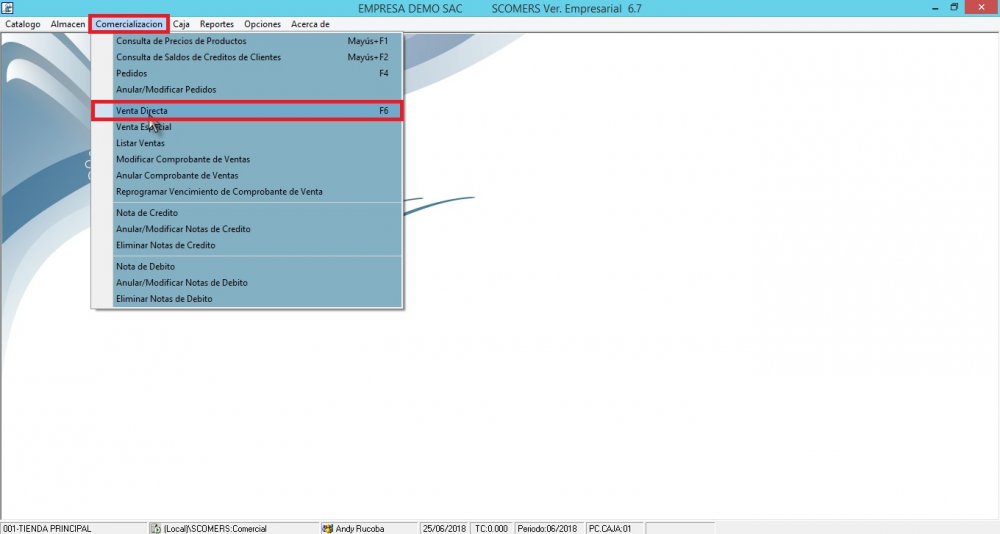 EMPRESA DEMO SAC SCOMERS Ver. Empresarial 6.7
Catalogo Almacen Comercializacion Caja Reportes Opciones Acerca de
Consulta de Precios de Productos Mayús+F1
Consulta de Saldos de Creditos de Clientes Mayús+F2
Pedidos F4
Anular/Modificar Pedidos
Venta Directa F6
Venta Especial
Listar Ventas
Modificar Comprobante de Ventas
Anular Comprobante de Ventas
Reprogramar Vencimiento de Comprobante de Venta
Nota de Credito
Anular/Modificar Notas de Credito
Eliminar Notas de Credito
Nota de Debito
Anular/Modificar Notas de Debito
Eliminar Notas de Debito
001-TIENDA PRINCIPAL (Local)\SCOMERS:Comercial Andy Rucoba 25/06/2018 TC:0.000 Periodo:06/2018 PC.CAJA:01